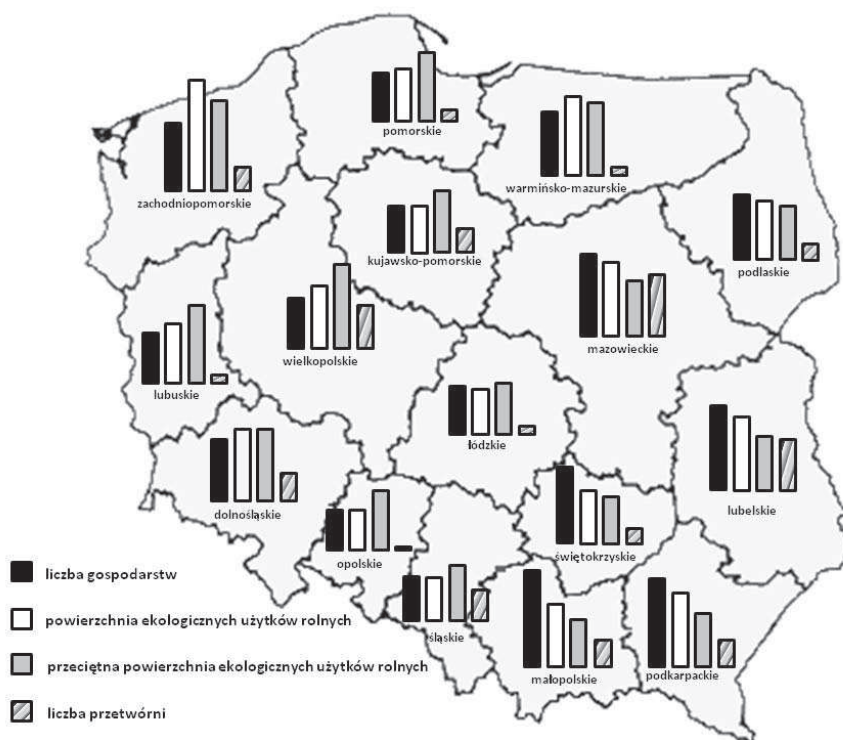 pomorskie
warmińsko-mazurskie
zachodniopomorskie
kujawsko-pomorskie
podlaskie
mazowieckie
wielkopolskie
lubuskie
łódzkie
dolnośląskie
lubelskie
świętokrzyskie
opolskie
śląskie
małopolskie
podkarpackie
liczba gospodarstw
powierzchnia ekologicznych użytków rolnych
przeciętna powierzchnia ekologicznych użytków rolnych
liczba przetwórni